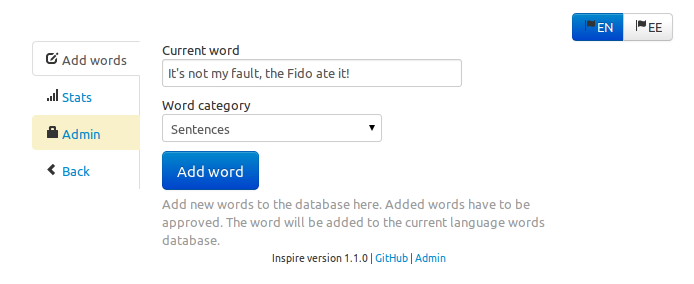 EN EE
Add words
Stats
Admin
Back
Current word
It's not my fault, the Fido ate it!
Word category
Sentences
Add word
Add new words to the database here. Added words have to be
approved. The word will be added to the current language words
database.
Inspire version 1.1.0 | GitHub | Admin